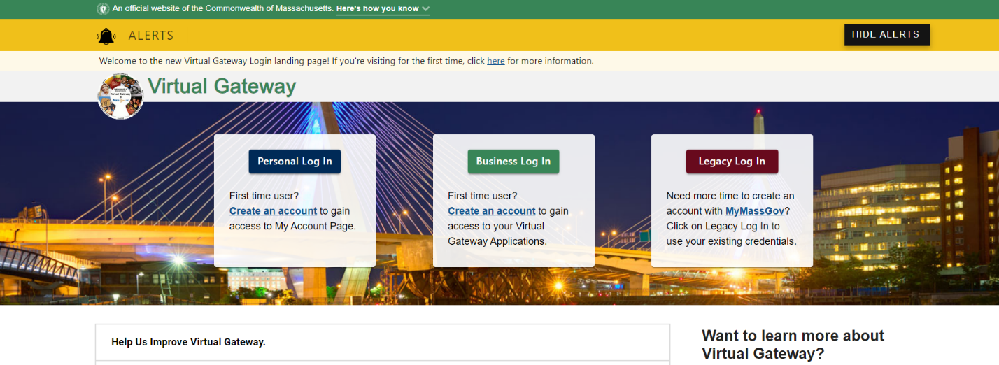 An official website of the Commonwealth of Massachusetts. Here's how you know
ALERTS
HIDE ALERTS
Welcome to the new Virtual Gateway Login landing page! If you're visiting for the first time, click here for more information.
Virtual Gateway
Personal Log In
First time user?
Create an account to gain
access to My Account Page.
Business Log In
First time user?
Create an account to gain
access to your Virtual
Gateway Applications.
Legacy Log In
Need more time to create an
account with MyMassGov?
Click on Legacy Log In to
use your existing credentials.
Help Us Improve Virtual Gateway.
Want to learn more about
Virtual Gateway?